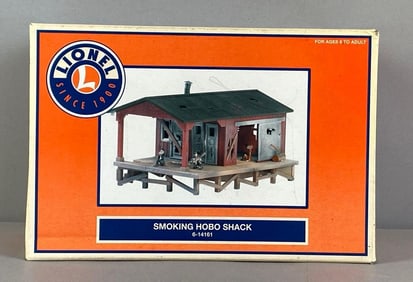 FOR AGES 8 TO ADULT
LIONEL
L
SINCE 1900
SMOKING HOBO SHACK
6-14161